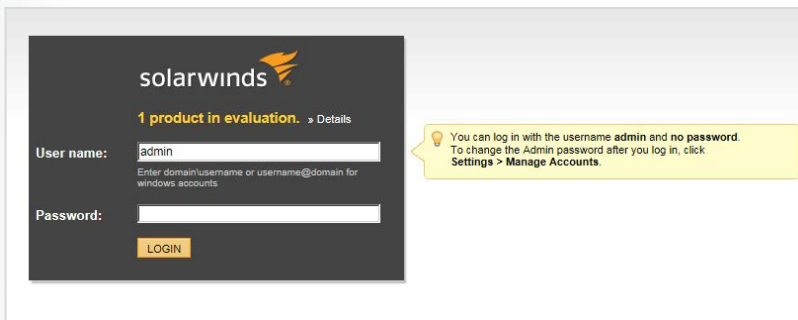 solarwinds
1 product in evaluation. » Details
User name:
admin
Enter domain\username or username@domain for
windows accounts
Password:
LOGIN
You can log in with the username admin and no password.
To change the Admin password after you log in, click
Settings > Manage Accounts.